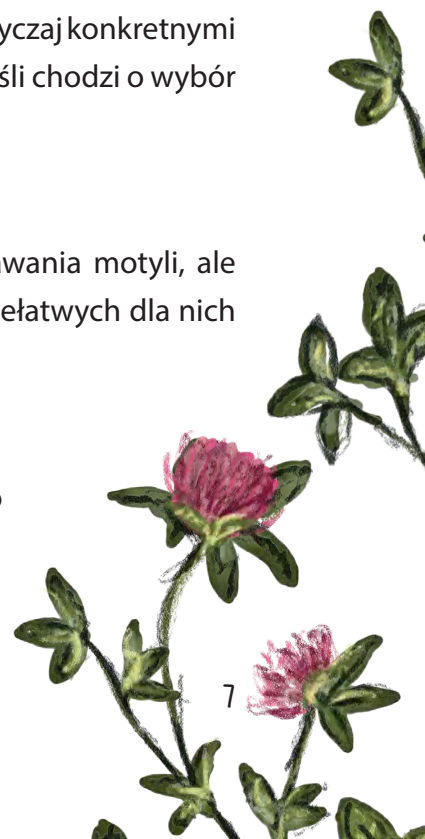 yczaj konkretnymi
śli chodzi o wybór
wania motyli, ale
ełatwych dla nich
7